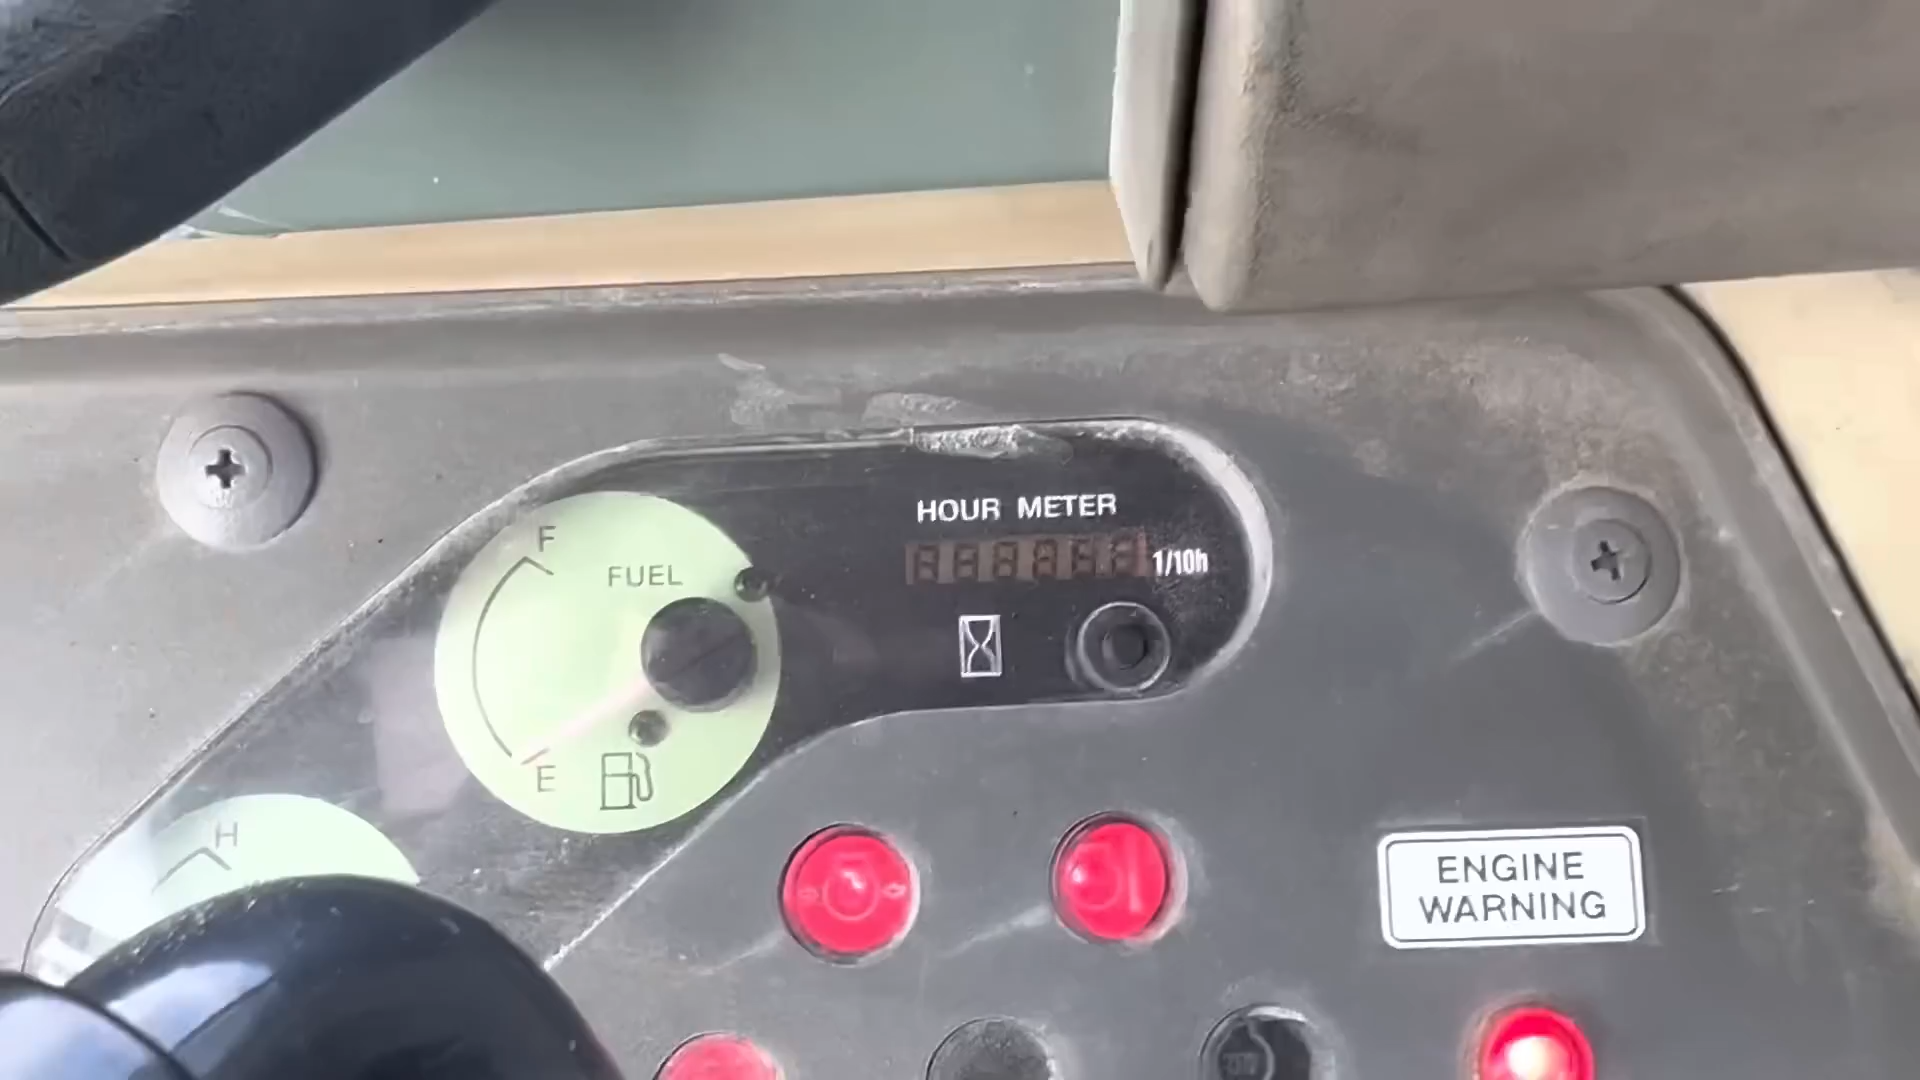 F
FUEL
E
H
HOUR METER
1/10h
ENGINE
WARNING